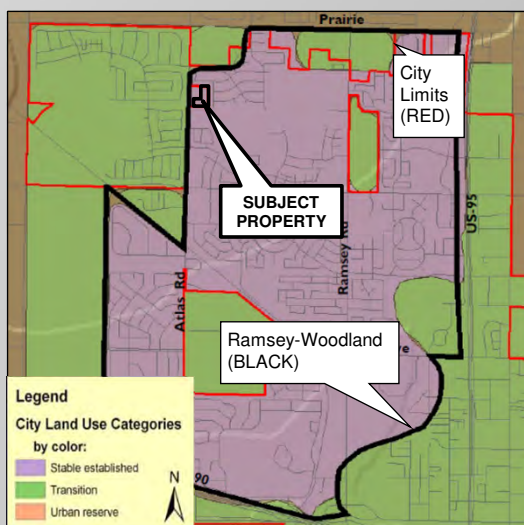 Prairie
City
Limits
(RED)
SUBJECT
PROPERTY
US-95
Ramsey Rd
Atlas Rd
Ramsey-Woodland
(BLACK)
ve
Legend
City Land Use Categories
by color:
Stable established
Transition
Urban reserve
N
90